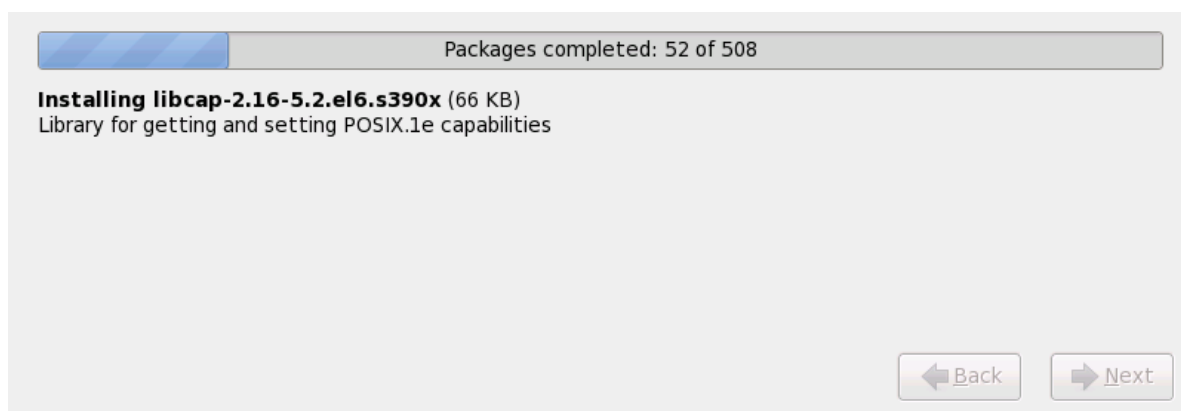 Packages completed: 52 of 508
Installing libcap-2.16-5.2.el6.s390x (66 KB)
Library for getting and setting POSIX.1e capabilities
Back
Next